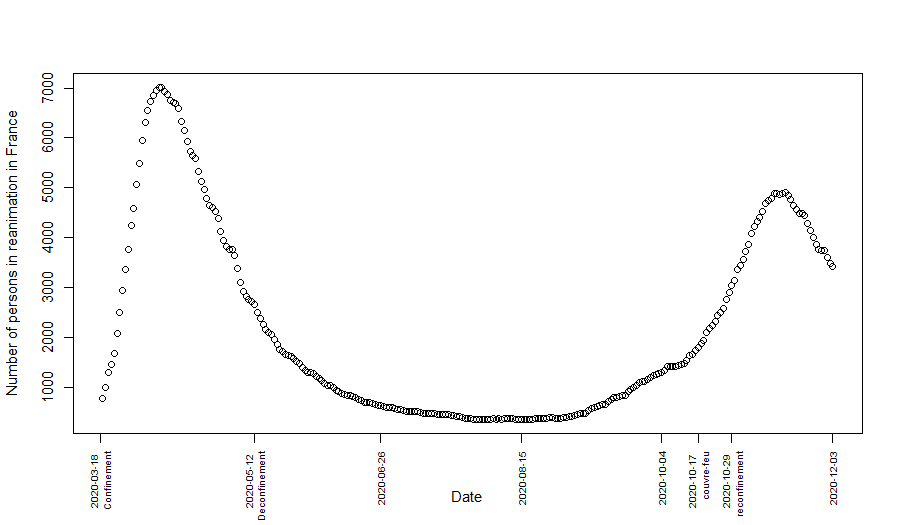 Number of persons in reanimation in France
7000
6000
5000
4000
3000
2000
1000
2020-03-18
Confinement
2020-05-12
Deconfinement
2020-06-26
2020-08-15
2020-10-04
2020-10-17
couvre-feu
2020-10-29
reconfinement
2020-12-03
Date